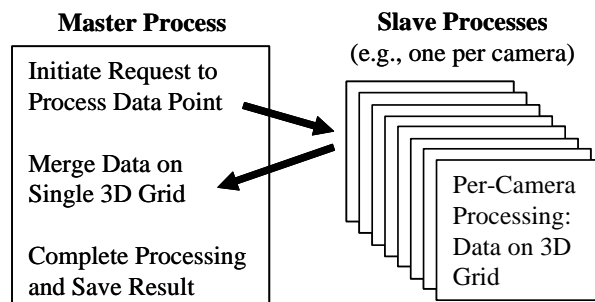 Master Process
Initiate Request to
Process Data Point
Merge Data on
Single 3D Grid
Complete Processing
and Save Result
Slave Processes
(e.g., one per camera)
Per-Camera
Processing:
Data on 3D
Grid